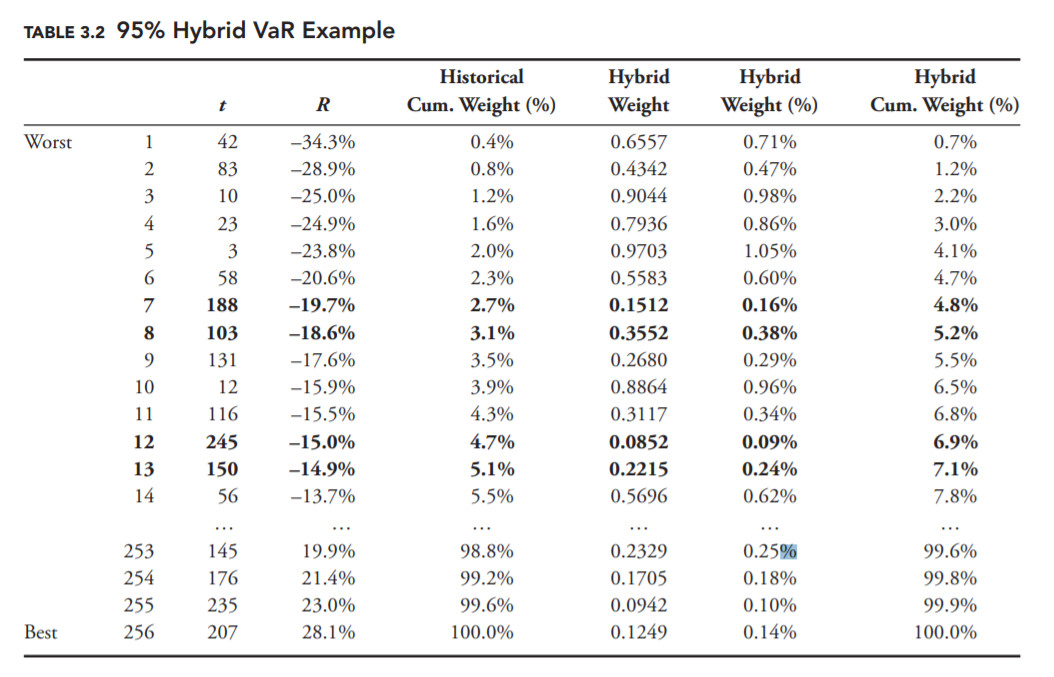 TABLE 3.2 95% Hybrid VaR Example
Historical Hybrid Hybrid Hybrid
t R Cum. Weight (%) Weight Weight (%) Cum. Weight (%)
Worst 1 42 –34.3% 0.4% 0.6557 0.71% 0.7%
2 83 –28.9% 0.8% 0.4342 0.47% 1.2%
3 10 –25.0% 1.2% 0.9044 0.98% 2.2%
4 23 –24.9% 1.6% 0.7936 0.86% 3.0%
5 3 –23.8% 2.0% 0.9703 1.05% 4.1%
6 58 –20.6% 2.3% 0.5583 0.60% 4.7%
7 188 –19.7% 2.7% 0.1512 0.16% 4.8%
8 103 –18.6% 3.1% 0.3552 0.38% 5.2%
9 131 –17.6% 3.5% 0.2680 0.29% 5.5%
10 12 –15.9% 3.9% 0.8864 0.96% 6.5%
11 116 –15.5% 4.3% 0.3117 0.34% 6.8%
12 245 –15.0% 4.7% 0.0852 0.09% 6.9%
13 150 –14.9% 5.1% 0.2215 0.24% 7.1%
14 56 –13.7% 5.5% 0.5696 0.62% 7.8%
… … … … … …
253 145 19.9% 98.8% 0.2329 0.25% 99.6%
254 176 21.4% 99.2% 0.1705 0.18% 99.8%
255 235 23.0% 99.6% 0.0942 0.10% 99.9%
Best 256 207 28.1% 100.0% 0.1249 0.14% 100.0%